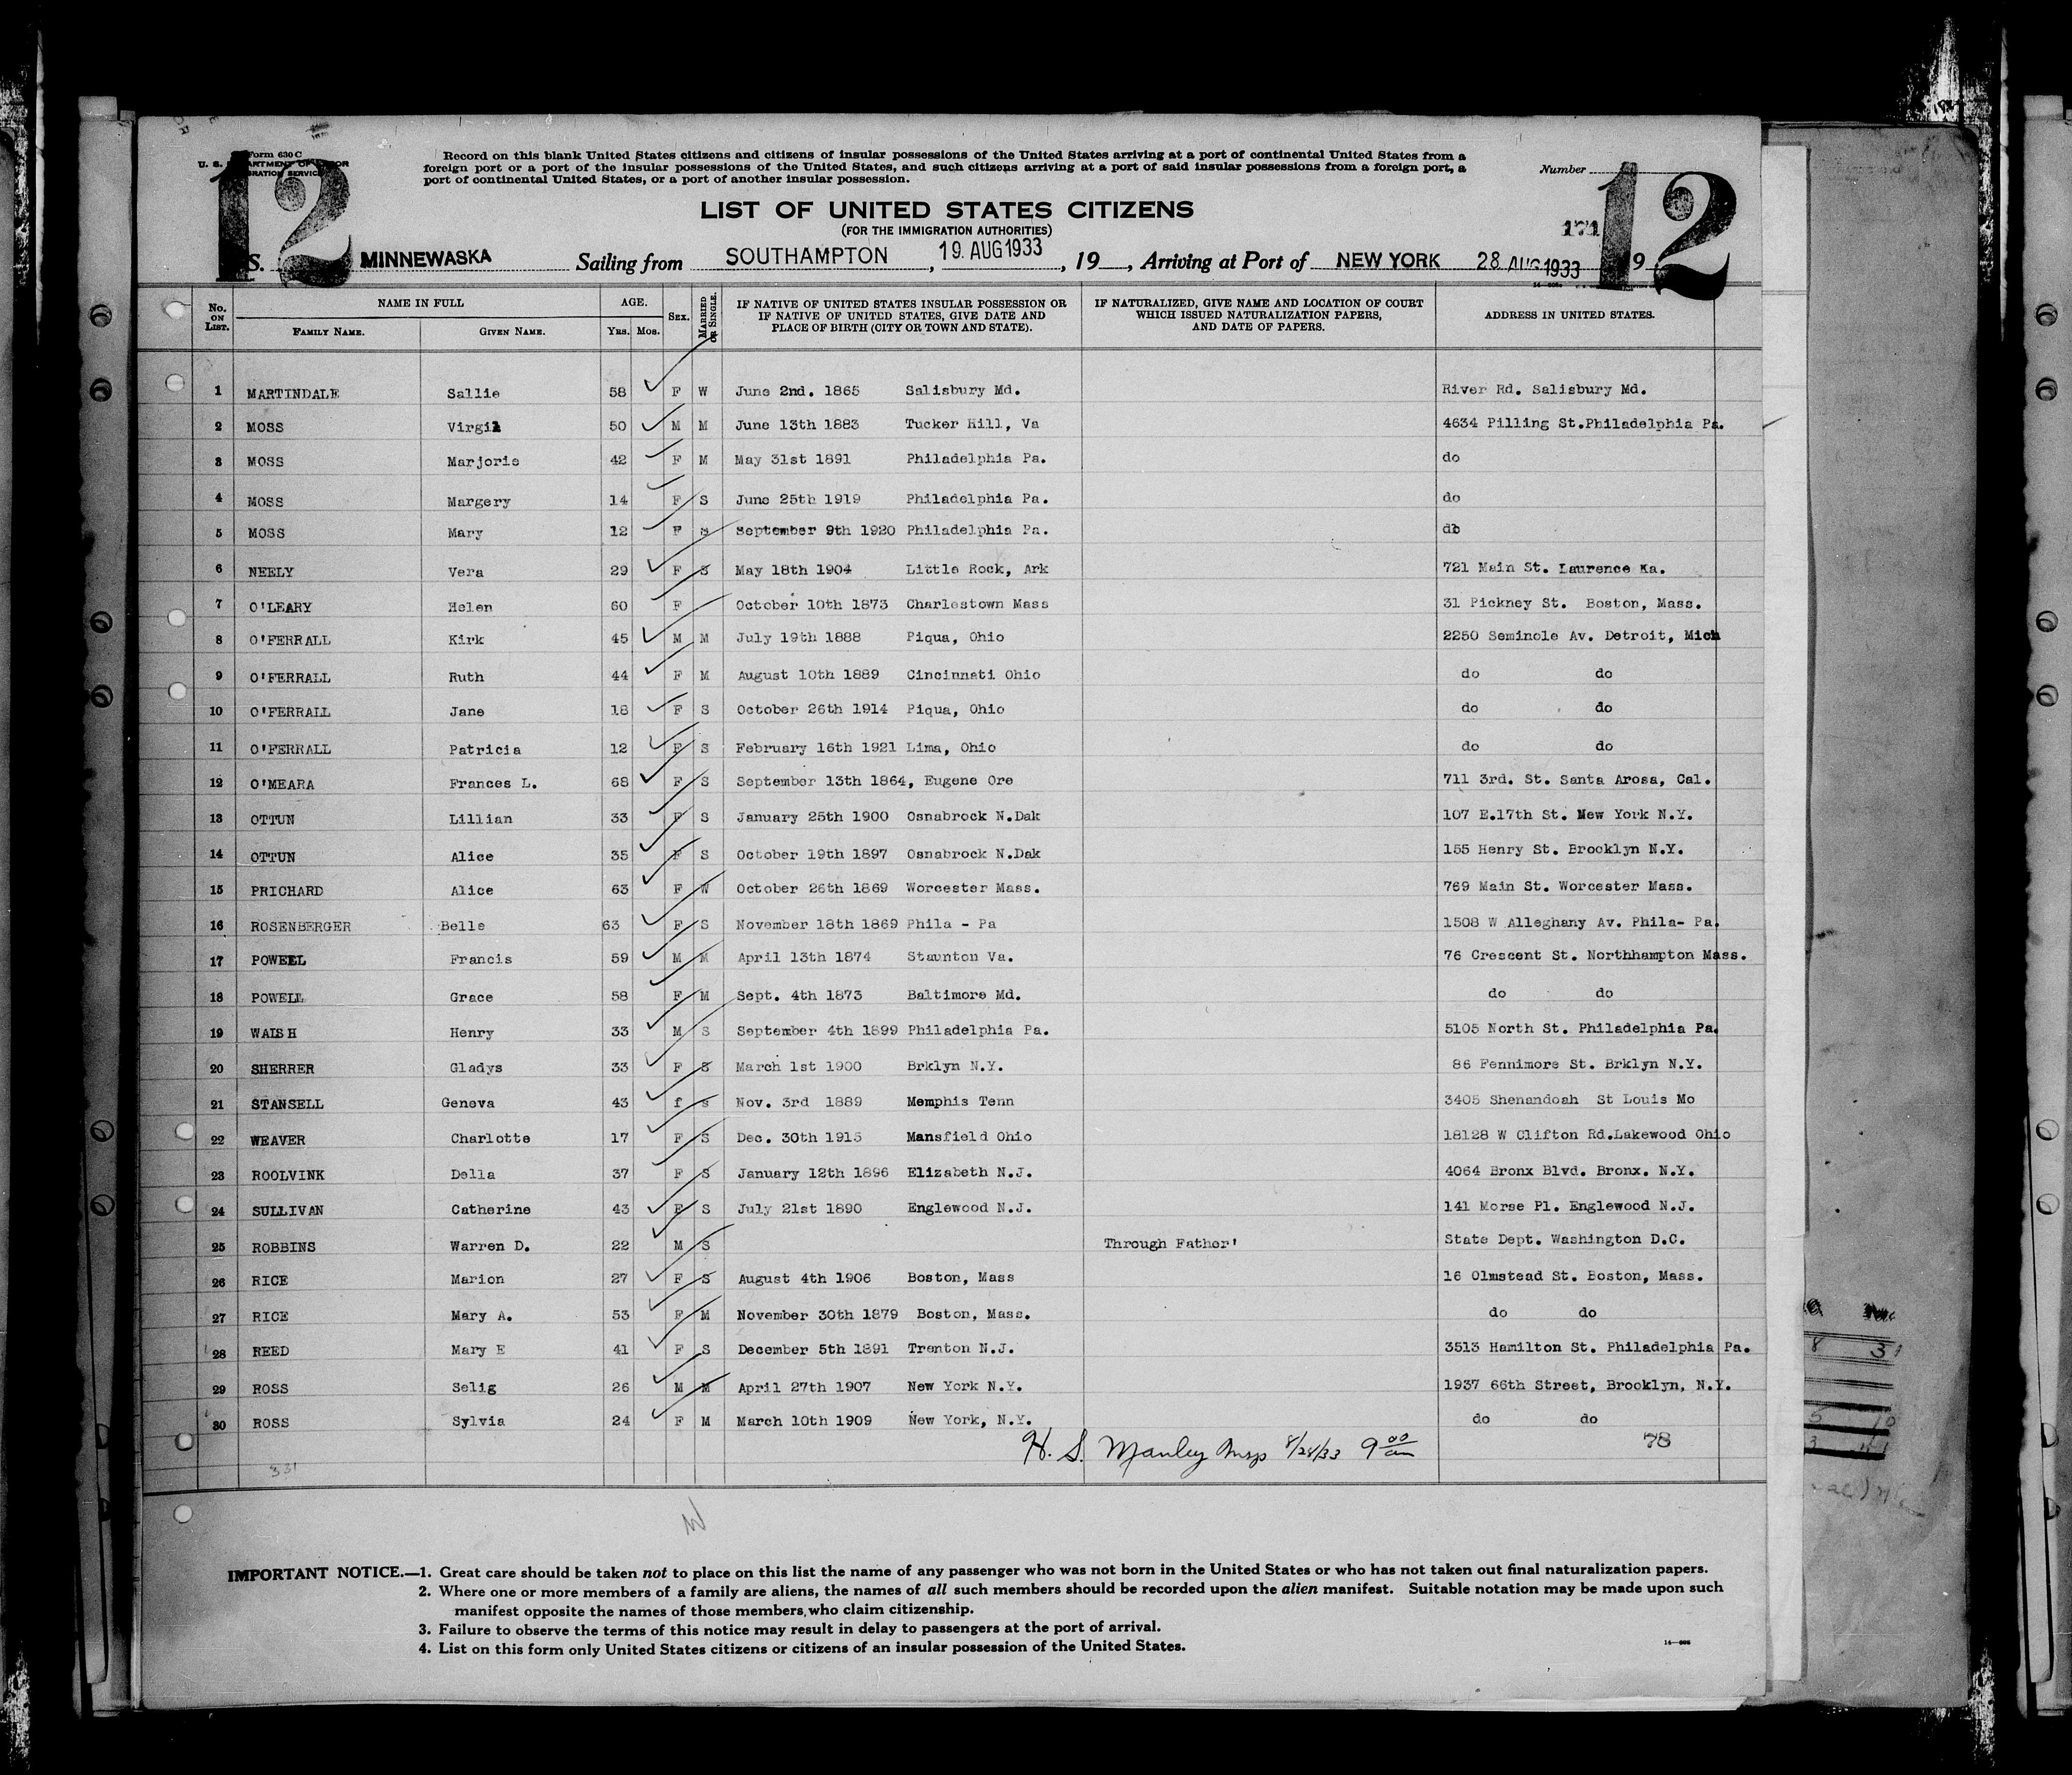 Form 630 C
U. S. DEPARTMENT OF LABOR
IMMIGRATION SERVICE
12
Record on this blank United States citizens and citizens of insular possessions of the United States arriving at a port of continental United States from a
foreign port or a port of the insular possessions of the United States, and such citizens arriving at a port of said insular possessions from a foreign port, a
port of continental United States, or a port of another insular possession.
Number
12
171
LIST OF UNITED STATES CITIZENS
(FOR THE IMMIGRATION AUTHORITIES)
S. MINNEWASKA Sailing from SOUTHAMPTON, 19 AUG 1933, 19__, Arriving at Port of NEW YORK 28 AUG 1933 19
No. ON LIST. NAME IN FULL FAMILY NAME. GIVEN NAME. AGE. Yrs. Mos. SEX. MARRIED OR SINGLE. IF NATIVE OF UNITED STATES INSULAR POSSESSION OR IF NATIVE OF UNITED STATES, GIVE DATE AND PLACE OF BIRTH (CITY OR TOWN AND STATE). IF NATURALIZED, GIVE NAME AND LOCATION OF COURT WHICH ISSUED NATURALIZATION PAPERS, AND DATE OF PAPERS. ADDRESS IN UNITED STATES.
1 MARTINDALE Sallie 58 F W June 2nd. 1865 Salisbury Md. River Rd. Salisbury Md.
2 MOSS Virgil 50 M M June 13th 1883 Tucker Hill, Va 4634 Pilling St.Philadelphia Pa.
3 MOSS Marjorie 42 F M May 31st 1891 Philadelphia Pa. do
4 MOSS Margery 14 F S June 25th 1919 Philadelphia Pa. do
5 MOSS Mary 12 F S September 9th 1920 Philadelphia Pa. do
6 NEELY Vera 29 F S May 18th 1904 Little Rock, Ark 721 Main St. Laurence Ka.
7 O'LEARY Helen 60 F October 10th 1873 Charlestown Mass 31 Pickney St. Boston, Mass.
8 O'FERRALL Kirk 45 M M July 19th 1888 Piqua, Ohio 2250 Seminole Av. Detroit, Mich
9 O'FERRALL Ruth 44 F M August 10th 1889 Cincinnati Ohio do do
10 O'FERRALL Jane 18 F S October 26th 1914 Piqua, Ohio do do
11 O'FERRALL Patricia 12 F S February 16th 1921 Lima, Ohio do do
12 O'MEARA Frances L. 68 F S September 13th 1864, Eugene Ore 711 3rd. St. Santa Arosa, Cal.
13 OTTUN Lillian 33 F S January 25th 1900 Osnabrock N.Dak 107 E.17th St. New York N.Y.
14 OTTUN Alice 35 F S October 19th 1897 Osnabrock N.Dak 155 Henry St. Brooklyn N.Y.
15 PRICHARD Alice 63 F W October 26th 1869 Worcester Mass. 769 Main St. Worcester Mass.
16 ROSENBERGER Belle 63 F S November 18th 1869 Phila - Pa 1508 W Alleghany Av. Phila- Pa.
17 POWELL Francis 59 M M April 13th 1874 Staunton Va. 76 Crescent St. Northhampton Mass.
18 POWELL Grace 58 F M Sept. 4th 1873 Baltimore Md. do do
19 WALSH Henry 33 M S September 4th 1899 Philadelphia Pa. 5105 North St. Philadelphia Pa.
20 SHERRER Gladys 33 F S March 1st 1900 Brklyn N.Y. 86 Fennimore St. Brklyn N.Y.
21 STANSELL Geneva 43 f s Nov. 3rd 1889 Memphis Tenn 3405 Shenandoah St Louis Mo
22 WEAVER Charlotte 17 F S Dec. 30th 1915 Mansfield Ohio 18128 W Clifton Rd.Lakewood Ohio
23 ROOLVINK Della 37 F S January 12th 1896 Elizabeth N.J. 4064 Bronx Blvd. Bronx. N.Y.
24 SULLIVAN Catherine 43 F S July 21st 1890 Englewood N.J. 141 Morse Pl. Englewood N.J.
25 ROBBINS Warren D. 22 M S Through Father' State Dept. Washington D.C.
26 RICE Marion 27 F S August 4th 1906 Boston, Mass 16 Olmstead St. Boston, Mass.
27 RICE Mary A. 53 F M November 30th 1879 Boston, Mass. do do
28 REED Mary E 41 F S December 5th 1891 Trenton N.J. 3513 Hamilton St. Philadelphia Pa.
29 ROSS Selig 26 M M April 27th 1907 New York N.Y. 1937 66th Street, Brooklyn, N.Y.
30 ROSS Sylvia 24 F M March 10th 1909 New York, N.Y. do do
H. S. Manley Insp 8/28/33 9 00 am 78
331
IMPORTANT NOTICE.—1. Great care should be taken not to place on this list the name of any passenger who was not born in the United States or who has not taken out final naturalization papers.
2. Where one or more members of a family are aliens, the names of all such members should be recorded upon the alien manifest. Suitable notation may be made upon such
manifest opposite the names of those members who claim citizenship.
3. Failure to observe the terms of this notice may result in delay to passengers at the port of arrival.
4. List on this form only United States citizens or citizens of an insular possession of the United States.